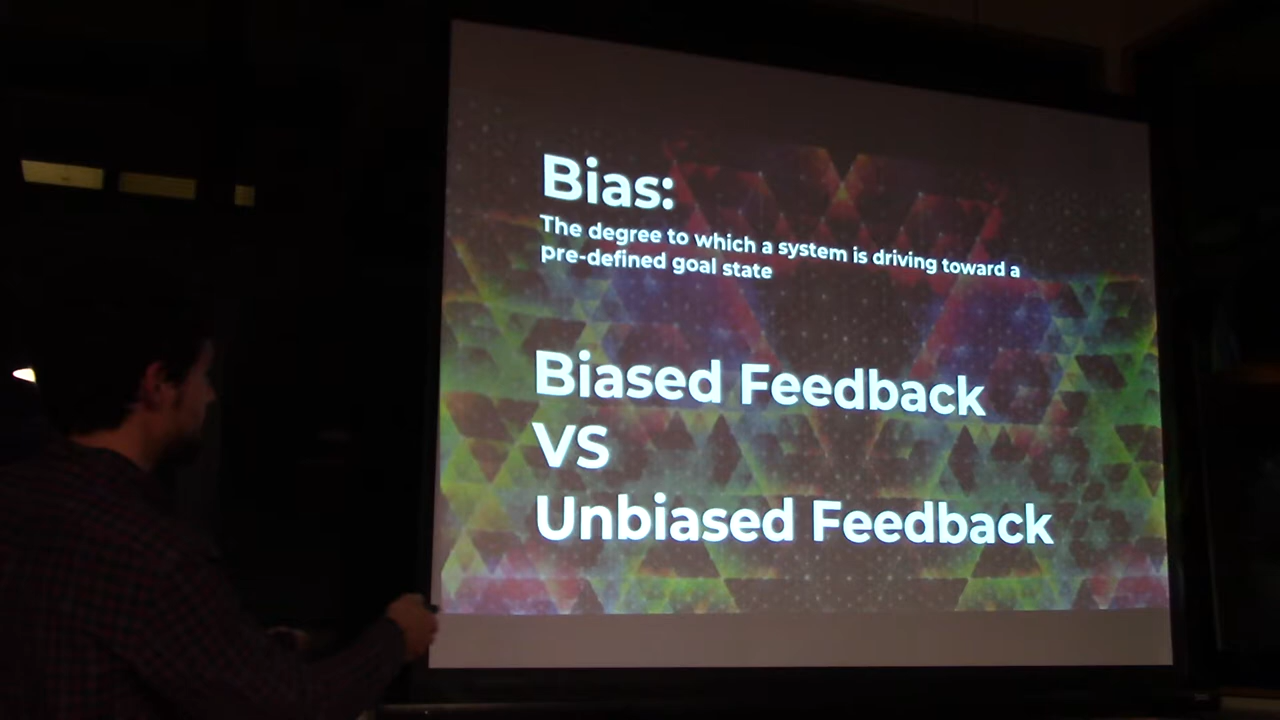 Bias:
The degree to which a system is driving toward a
pre-defined goal state
Biased Feedback
VS
Unbiased Feedback